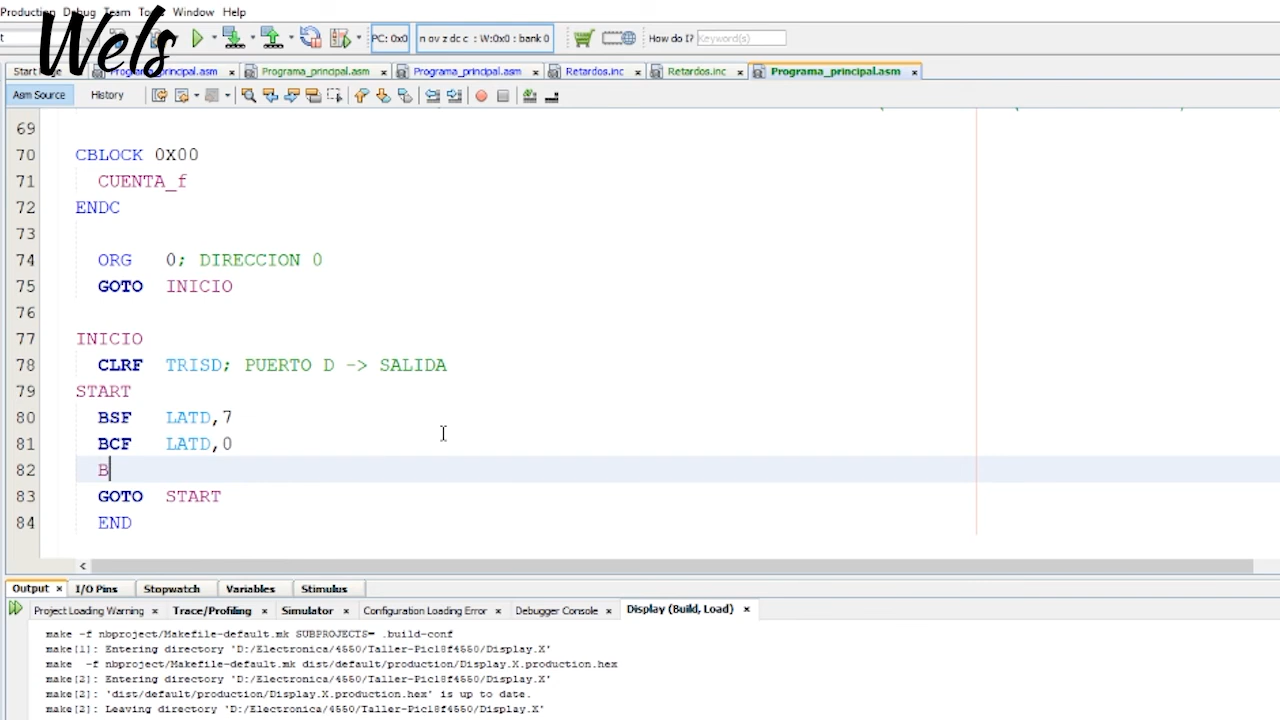 Production Debug Team Tools Window Help
Wels
PC: 0x0
n ov z dc c : W:0x0 : bank 0
How do I? Keyword(s)
Start Page
Programa_principal.asm
Programa_principal.asm
Programa_principal.asm
Retardos.inc
Retardos.inc
Programa_principal.asm
Asm Source
History
69
70 CBLOCK 0X00
71 CUENTA_f
72 ENDC
73
74 ORG 0; DIRECCION 0
75 GOTO INICIO
76
77 INICIO
78 CLRF TRISD; PUERTO D -> SALIDA
79 START
80 BSF LATD,7
81 BCF LATD,0
82 B
83 GOTO START
84 END
Output I/O Pins Stopwatch Variables Stimulus
Project Loading Warning Trace/Profiling Simulator Configuration Loading Error Debugger Console Display (Build, Load)
make -f nbproject/Makefile-default.mk SUBPROJECTS= .build-conf
make[1]: Entering directory 'D:/Electronica/4550/Taller-Pic18f4550/Display.X'
make -f nbproject/Makefile-default.mk dist/default/production/Display.X.production.hex
make[2]: Entering directory 'D:/Electronica/4550/Taller-Pic18f4550/Display.X'
make[2]: 'dist/default/production/Display.X.production.hex' is up to date.
make[2]: Leaving directory 'D:/Electronica/4550/Taller-Pic18f4550/Display.X'